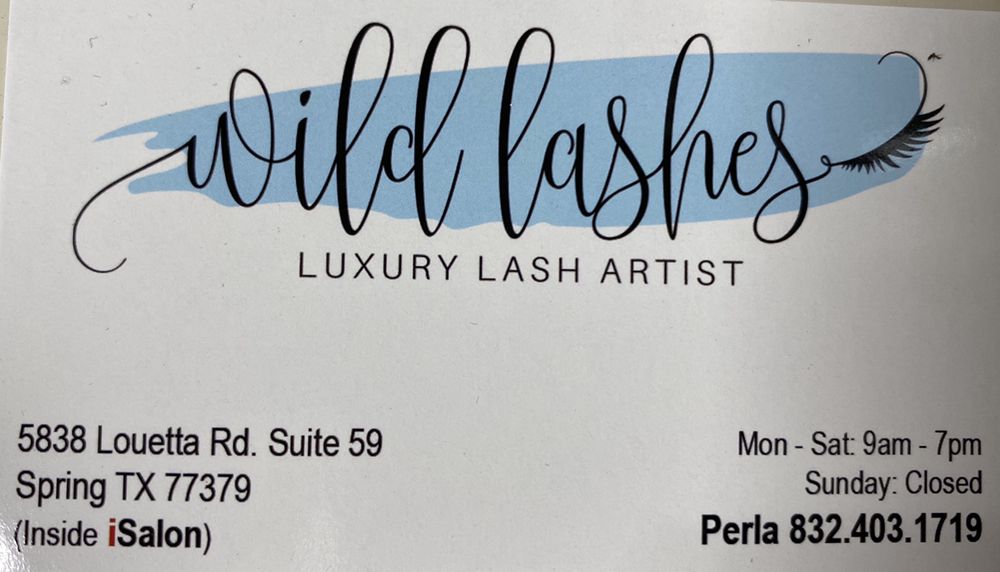 wild lashes
LUXURY LASH ARTIST
5838 Louetta Rd. Suite 59
Spring TX 77379
(Inside iSalon)
Mon - Sat: 9am - 7pm
Sunday: Closed
Perla 832.403.1719